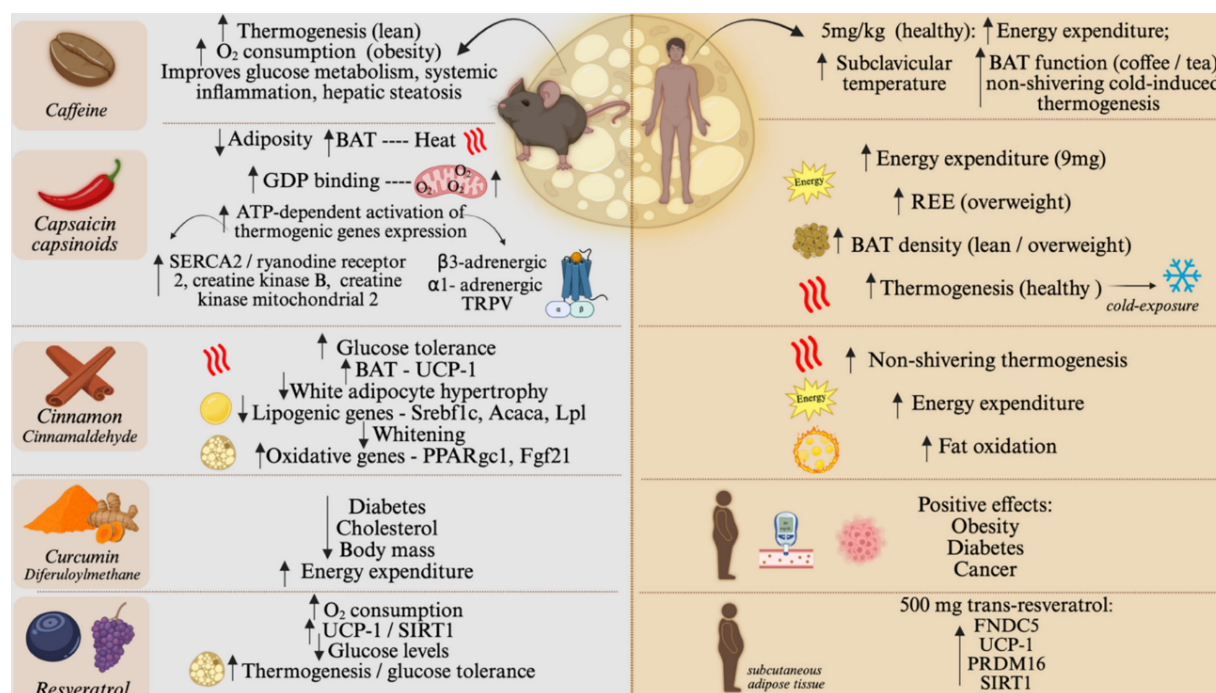 Caffeine
Thermogenesis (lean)
O₂ consumption (obesity)
Improves glucose metabolism, systemic
inflammation, hepatic steatosis
5mg/kg (healthy): Energy expenditure;
Subclavicular
temperature
BAT function (coffee / tea)
non-shivering cold-induced
thermogenesis
Capsaicin
capsinoids
Adiposity BAT ---- Heat
GDP binding ----
O₂ O₂ O₂
ATP-dependent activation of
thermogenic genes expression
SERCA2 / ryanodine receptor
2, creatine kinase B, creatine
kinase mitochondrial 2
β3-adrenergic
α1- adrenergic
TRPV
α β
Energy expenditure (9mg)
Energy
REE (overweight)
BAT density (lean / overweight)
Thermogenesis (healthy )
cold-exposure
Cinnamon
Cinnamaldehyde
Glucose tolerance
BAT - UCP-1
White adipocyte hypertrophy
Lipogenic genes - Srebf1c, Acaca, Lpl
Whitening
Oxidative genes - PPARgc1, Fgf21
Non-shivering thermogenesis
Energy
Energy expenditure
Fat oxidation
Curcumin
Diferuloylmethane
Diabetes
Cholesterol
Body mass
Energy expenditure
Positive effects:
Obesity
Diabetes
Cancer
Resveratrol
O₂ consumption
UCP-1 / SIRT1
Glucose levels
Thermogenesis / glucose tolerance
subcutaneous
adipose tissue
500 mg trans-resveratrol:
FNDC5
UCP-1
PRDM16
SIRT1